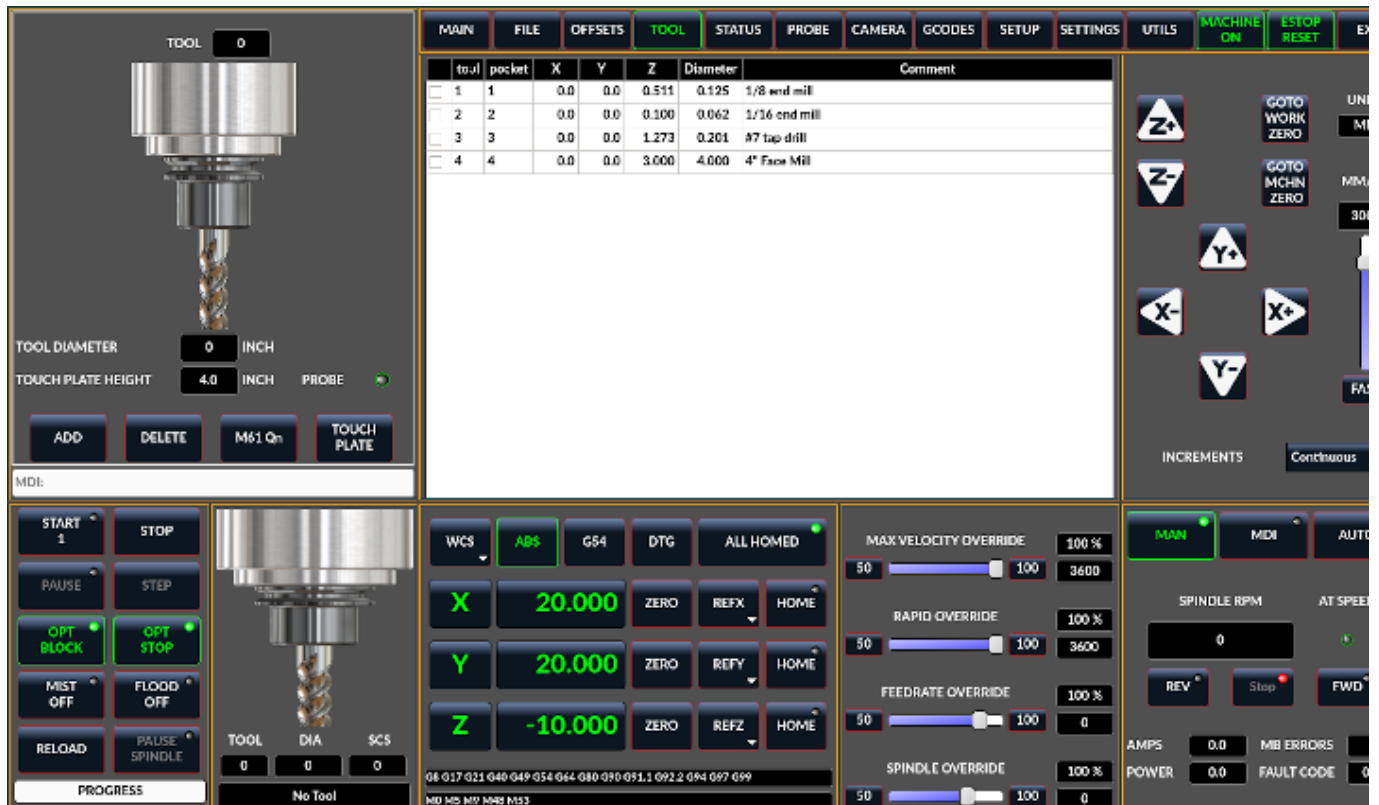 TOOL 0
TOOL DIAMETER 0 INCH
TOUCH PLATE HEIGHT 4.0 INCH PROBE
ADD DELETE M61 Qn TOUCH PLATE
MDI:
MAIN FILE OFFSETS TOOL STATUS PROBE CAMERA GCODES SETUP SETTINGS UTILS MACHINE ON ESTOP RESET
tool pocket X Y Z Diameter Comment
1 1 0.0 0.0 0.511 0.125 1/8 end mill
2 2 0.0 0.0 0.100 0.062 1/16 end mill
3 3 0.0 0.0 1.273 0.201 #7 tap drill
4 4 0.0 0.0 3.000 4.000 4" Face Mill
Z+ GOTO WORK ZERO
Z- GOTO MCHN ZERO
Y+
X- X+
Y-
INCREMENTS Continuous
START 1 STOP
PAUSE STEP
OPT BLOCK OPT STOP
MIST OFF FLOOD OFF
RELOAD PAUSE SPINDLE
PROGRESS
TOOL DIA SCS
0 0 0
No Tool
WCS ABS G54 DTG ALL HOMED
X 20.000 ZERO REFX HOME
Y 20.000 ZERO REFY HOME
Z -10.000 ZERO REFZ HOME
G8 G17 G21 G40 G49 G54 G64 G80 G90 G91.1 G92.2 G94 G97 G99
M0 M5 M9 M48 M53
MAX VELOCITY OVERRIDE 100 %
50 100 3600
RAPID OVERRIDE 100 %
50 100 3600
FEEDRATE OVERRIDE 100 %
50 100 0
SPINDLE OVERRIDE 100 %
50 100 0
MAN MDI AUTO
SPINDLE RPM AT SPEED
0
REV Stop FWD
AMPS 0.0 MB ERRORS
POWER 0.0 FAULT CODE